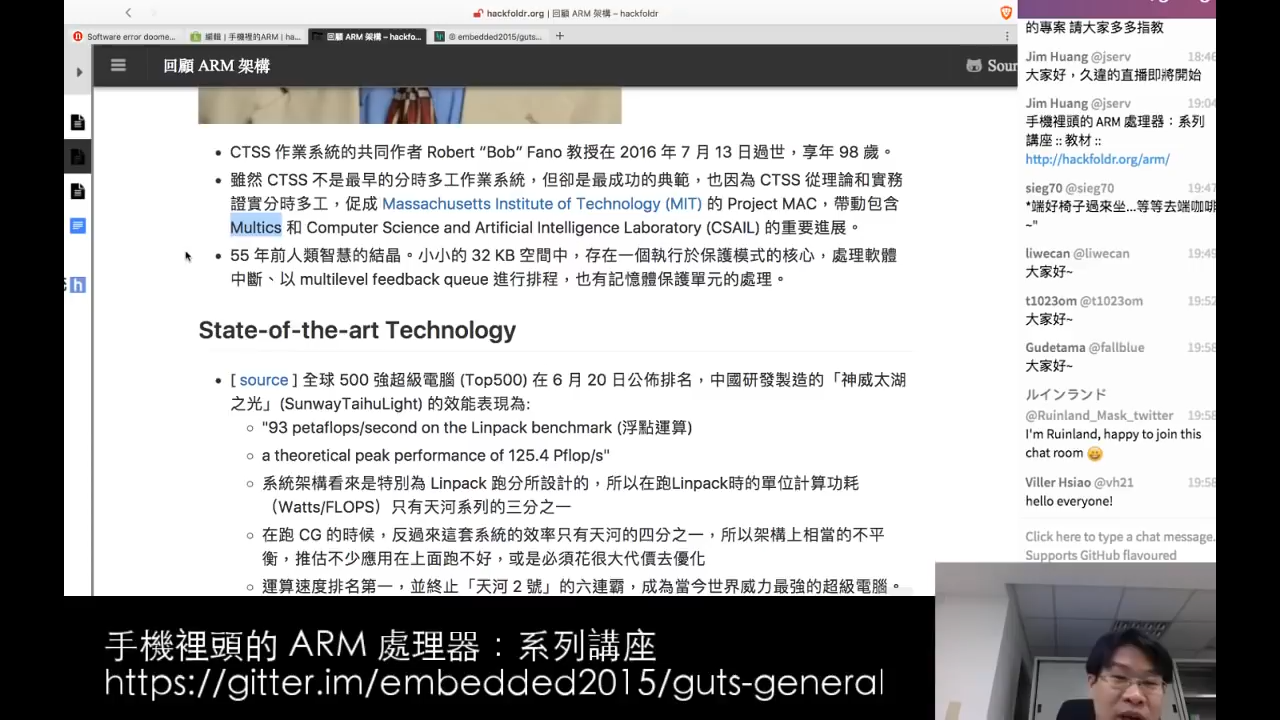 hackfoldr.org | 回顧 ARM 架構 – hackfoldr
Software error doome...
編輯 | 手機裡的ARM | ha...
回顧 ARM 架構 – hackfo...
embedded2015/guts...
回顧 ARM 架構
Sour
CTSS 作業系統的共同作者 Robert “Bob“ Fano 教授在 2016 年 7 月 13 日過世，享年 98 歲。
雖然 CTSS 不是最早的分時多工作業系統，但卻是最成功的典範，也因為 CTSS 從理論和實務
證實分時多工，促成 Massachusetts Institute of Technology (MIT) 的 Project MAC，帶動包含
Multics 和 Computer Science and Artificial Intelligence Laboratory (CSAIL) 的重要進展。
55 年前人類智慧的結晶。小小的 32 KB 空間中，存在一個執行於保護模式的核心，處理軟體
中斷、以 multilevel feedback queue 進行排程，也有記憶體保護單元的處理。
State-of-the-art Technology
[ source ] 全球 500 強超級電腦 (Top500) 在 6 月 20 日公佈排名，中國研發製造的「神威太湖
之光」(SunwayTaihuLight) 的效能表現為:
"93 petaflops/second on the Linpack benchmark (浮點運算)
a theoretical peak performance of 125.4 Pflop/s"
系統架構看來是特別為 Linpack 跑分所設計的，所以在跑Linpack時的單位計算功耗
（Watts/FLOPS）只有天河系列的三分之一
在跑 CG 的時候，反過來這套系統的效率只有天河的四分之一，所以架構上相當的不平
衡，推估不少應用在上面跑不好，或是必須花很大代價去優化
運算速度排名第一，並終止「天河 2 號」的六連霸，成為當今世界威力最強的超級電腦。
的專案 請大家多多指教
Jim Huang @jserv 18:46
大家好，久違的直播即將開始
Jim Huang @jserv 19:04
手機裡頭的 ARM 處理器：系列
講座 :: 教材 ::
http://hackfoldr.org/arm/
sieg70 @sieg70 19:47
*端好椅子過來坐...等等去端咖啡
~"
liwecan @liwecan 19:51
大家好~
t1023om @t1023om 19:52
大家好~
Gudetama @fallblue 19:58
大家好~
ルインランド
@Ruinland_Mask_twitter 19:58
I'm Ruinland, happy to join this
chat room
Viller Hsiao @vh21 19:58
hello everyone!
Click here to type a chat message.
Supports GitHub flavoured
手機裡頭的 ARM 處理器：系列講座
https://gitter.im/embedded2015/guts-general